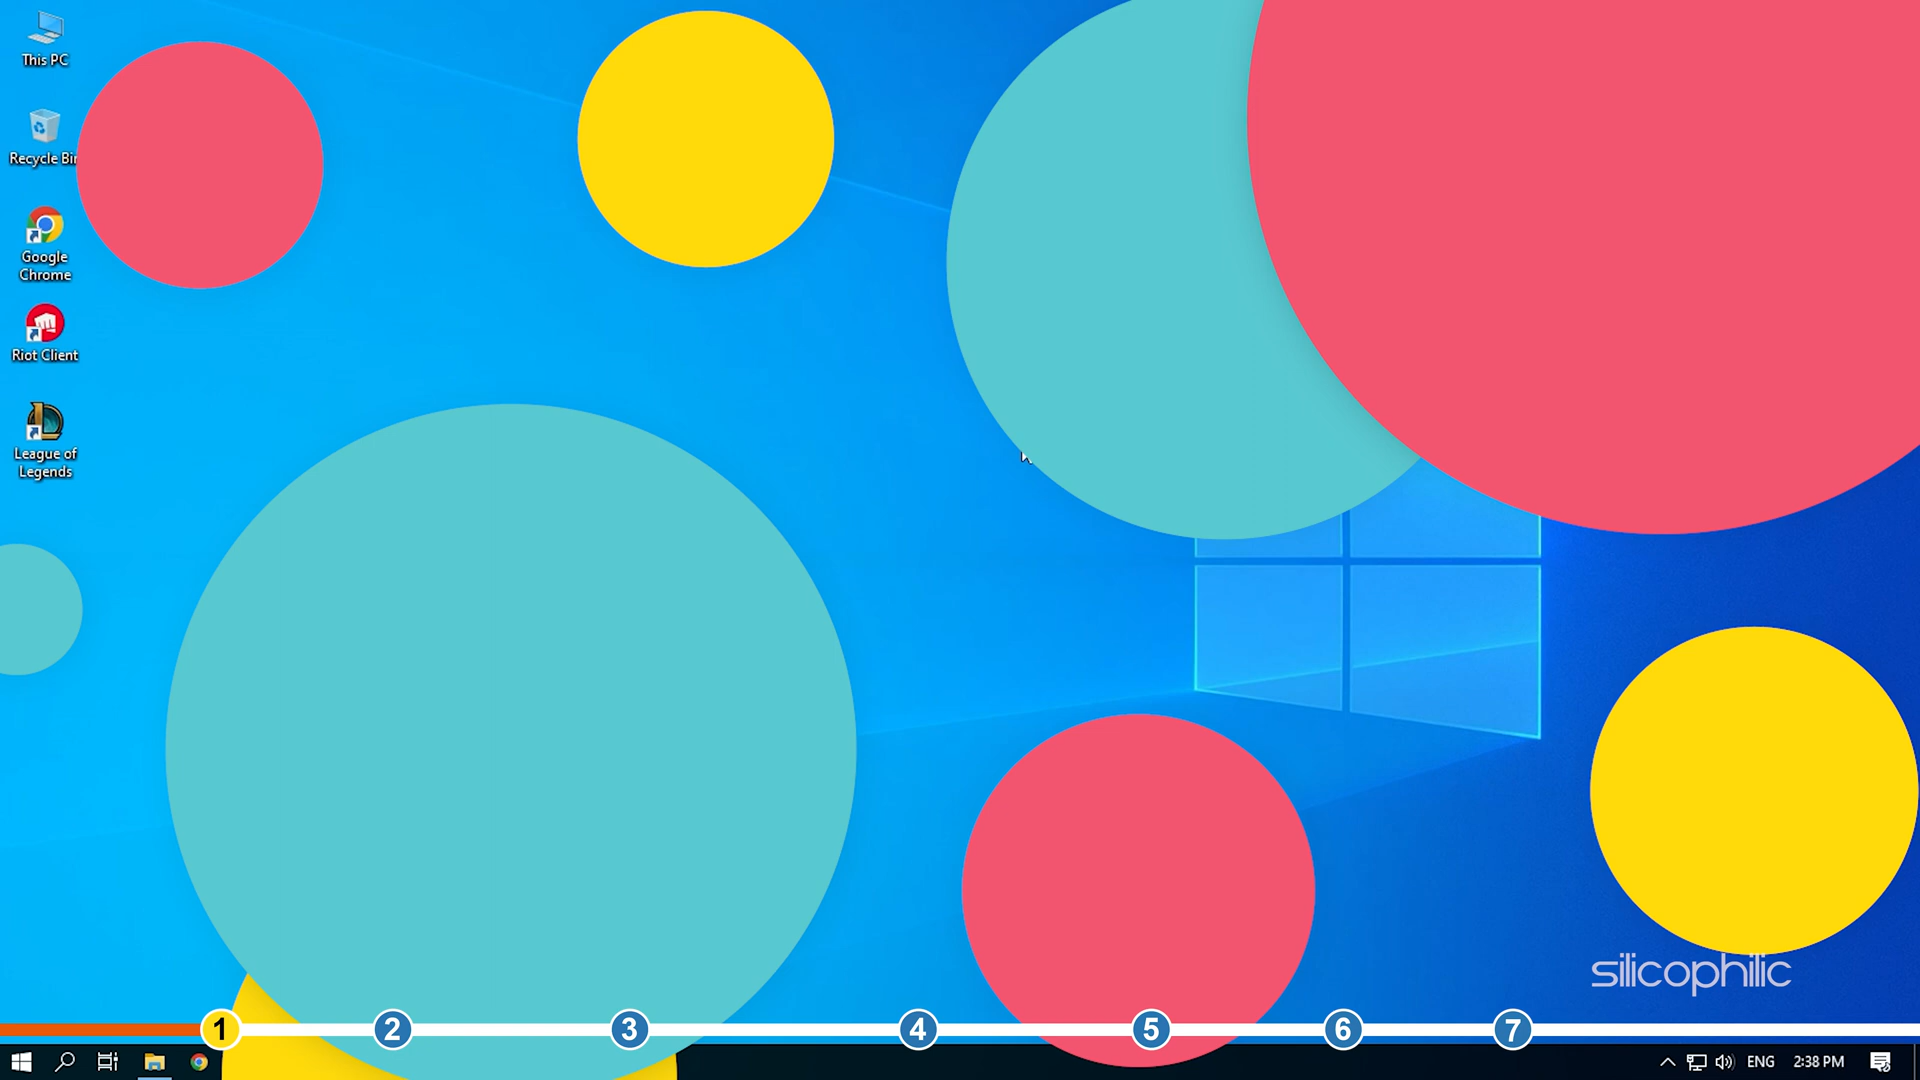 This PC
Recycle Bin
Google
Chrome
Riot Client
League of
Legends
silicophilic
1 2 3 4 5 6 7
ENG 2:38 PM